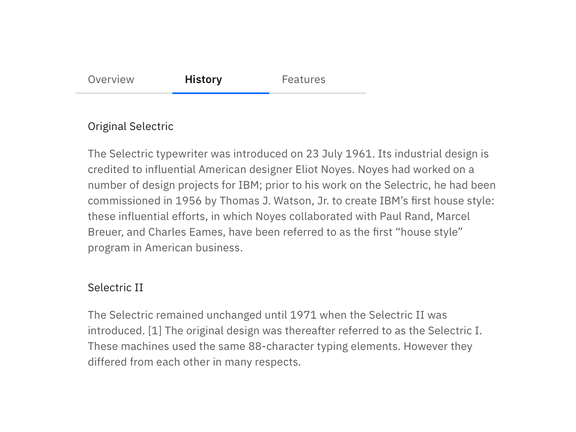 Overview History Features
Original Selectric
The Selectric typewriter was introduced on 23 July 1961. Its industrial design is
credited to influential American designer Eliot Noyes. Noyes had worked on a
number of design projects for IBM; prior to his work on the Selectric, he had been
commissioned in 1956 by Thomas J. Watson, Jr. to create IBM’s first house style:
these influential efforts, in which Noyes collaborated with Paul Rand, Marcel
Breuer, and Charles Eames, have been referred to as the first “house style”
program in American business.
Selectric II
The Selectric remained unchanged until 1971 when the Selectric II was
introduced. [1] The original design was thereafter referred to as the Selectric I.
These machines used the same 88-character typing elements. However they
differed from each other in many respects.